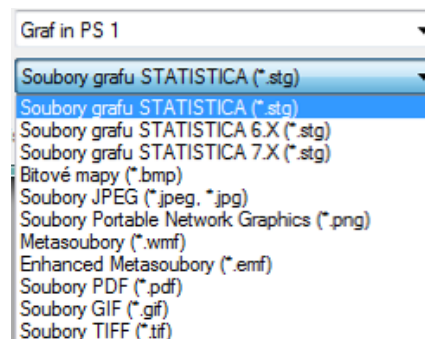 Graf in PS 1
Soubory grafu STATISTICA (*.stg)
Soubory grafu STATISTICA (*.stg)
Soubory grafu STATISTICA 6.X (*.stg)
Soubory grafu STATISTICA 7.X (*.stg)
Bitové mapy (*.bmp)
Soubory JPEG (*.jpeg, *.jpg)
Soubory Portable Network Graphics (*.png)
Metasoubory (*.wmf)
Enhanced Metasoubory (*.emf)
Soubory PDF (*.pdf)
Soubory GIF (*.gif)
Soubory TIFF (*.tif)